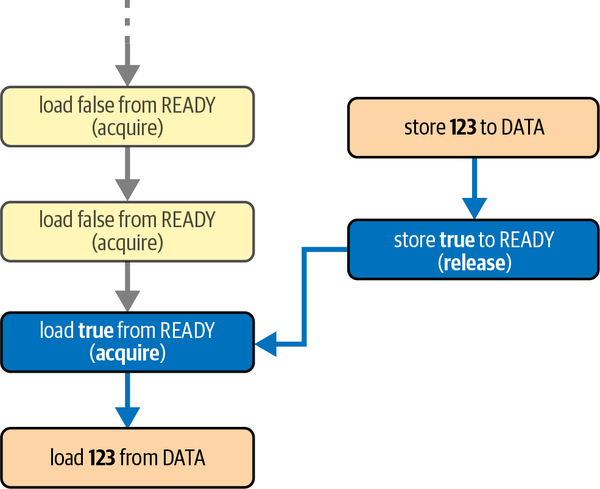 load false from READY
(acquire)
load false from READY
(acquire)
load true from READY
(acquire)
load 123 from DATA
store 123 to DATA
store true to READY
(release)